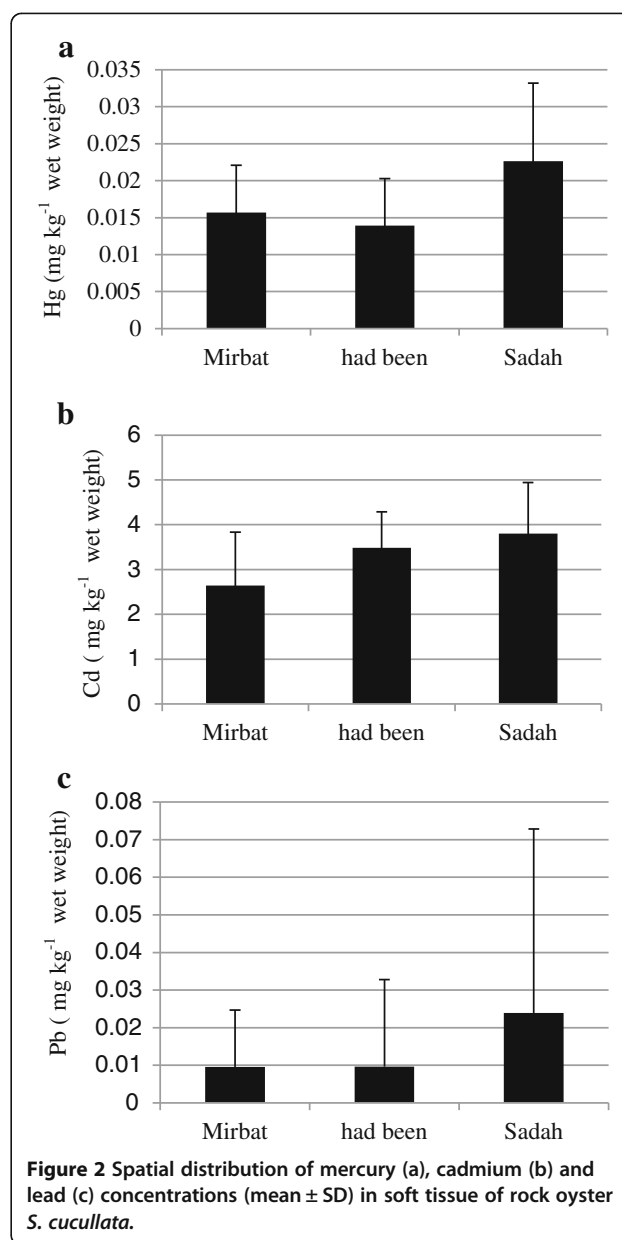 a
0.035
0.03
0.025
0.02
0.015
0.01
0.005
0
Hg (mg kg⁻¹ wet weight)
Mirbat had been Sadah
b
6
5
4
3
2
1
0
Cd ( mg kg⁻¹ wet weight)
Mirbat had been Sadah
c
0.08
0.07
0.06
0.05
0.04
0.03
0.02
0.01
0
Pb ( mg kg⁻¹ wet weight)
Mirbat had been Sadah
Figure 2 Spatial distribution of mercury (a), cadmium (b) and
lead (c) concentrations (mean ± SD) in soft tissue of rock oyster
S. cucullata.